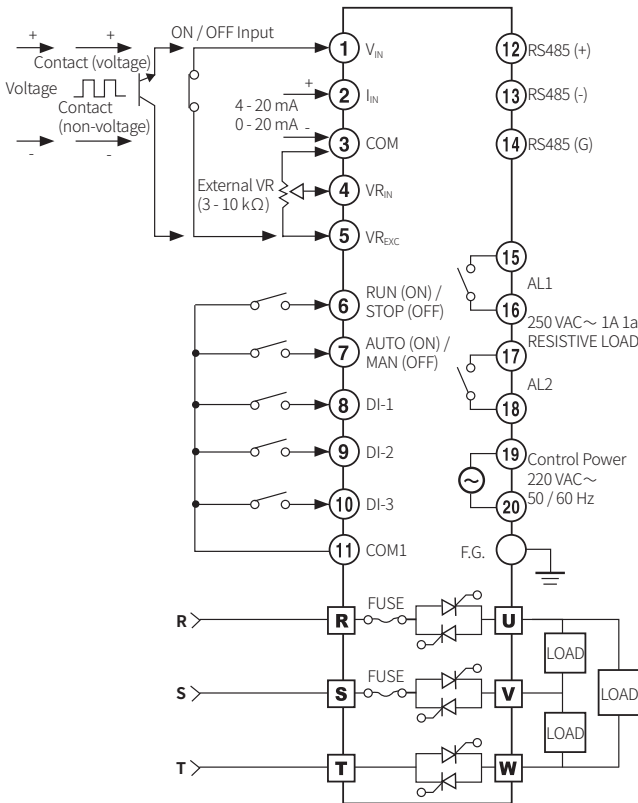 ON / OFF Input
+
+
Contact (voltage)
Voltage
Contact
(non-voltage)
-
-
1
V_IN
+
2
I_IN
4 - 20 mA
0 - 20 mA
-
3
COM
External VR
(3 - 10 kΩ)
4
VR_IN
5
VR_EXC
6
RUN (ON) /
STOP (OFF)
7
AUTO (ON) /
MAN (OFF)
8
DI-1
9
DI-2
10
DI-3
11
COM1
12
RS485 (+)
13
RS485 (-)
14
RS485 (G)
15
AL1
16
250 VAC~ 1A 1a
RESISTIVE LOAD
17
AL2
18
19
Control Power
220 VAC~
50 / 60 Hz
20
F.G.
R
R
FUSE
U
LOAD
S
S
FUSE
V
LOAD
LOAD
T
T
W